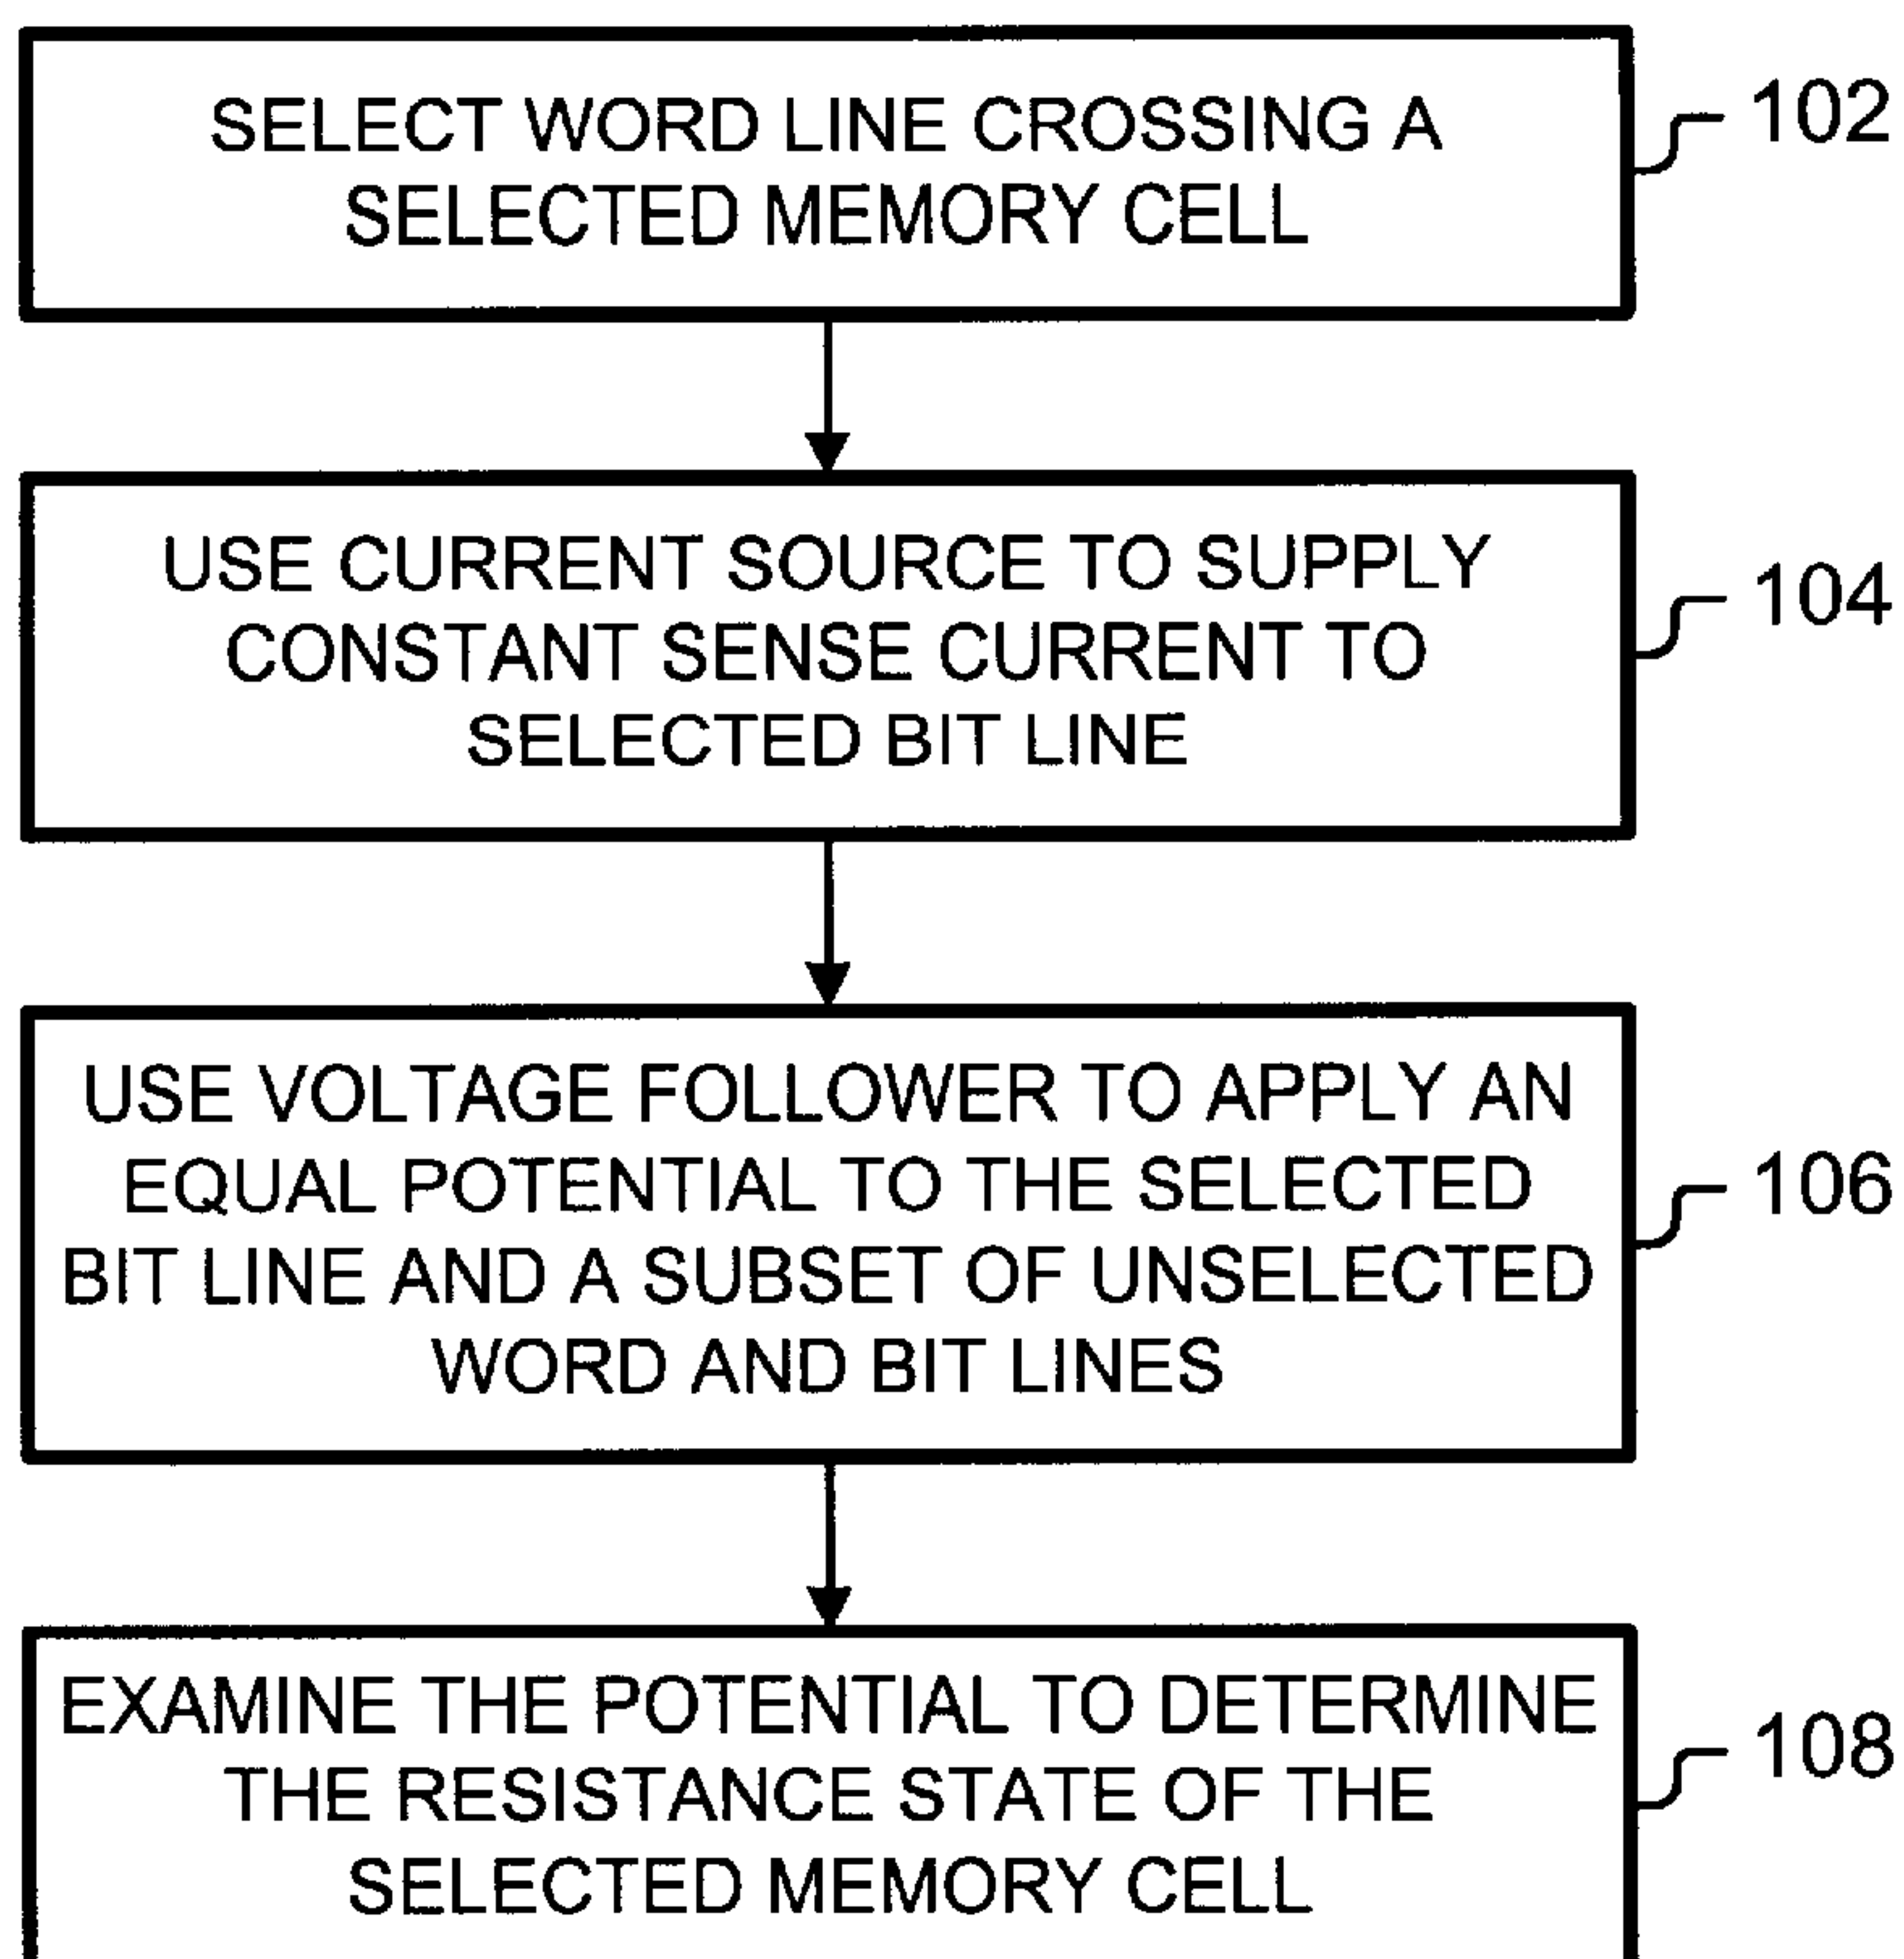 SELECT WORD LINE CROSSING A
SELECTED MEMORY CELL
102
USE CURRENT SOURCE TO SUPPLY
CONSTANT SENSE CURRENT TO
SELECTED BIT LINE
104
USE VOLTAGE FOLLOWER TO APPLY AN
EQUAL POTENTIAL TO THE SELECTED
BIT LINE AND A SUBSET OF UNSELECTED
WORD AND BIT LINES
106
EXAMINE THE POTENTIAL TO DETERMINE
THE RESISTANCE STATE OF THE
SELECTED MEMORY CELL
108